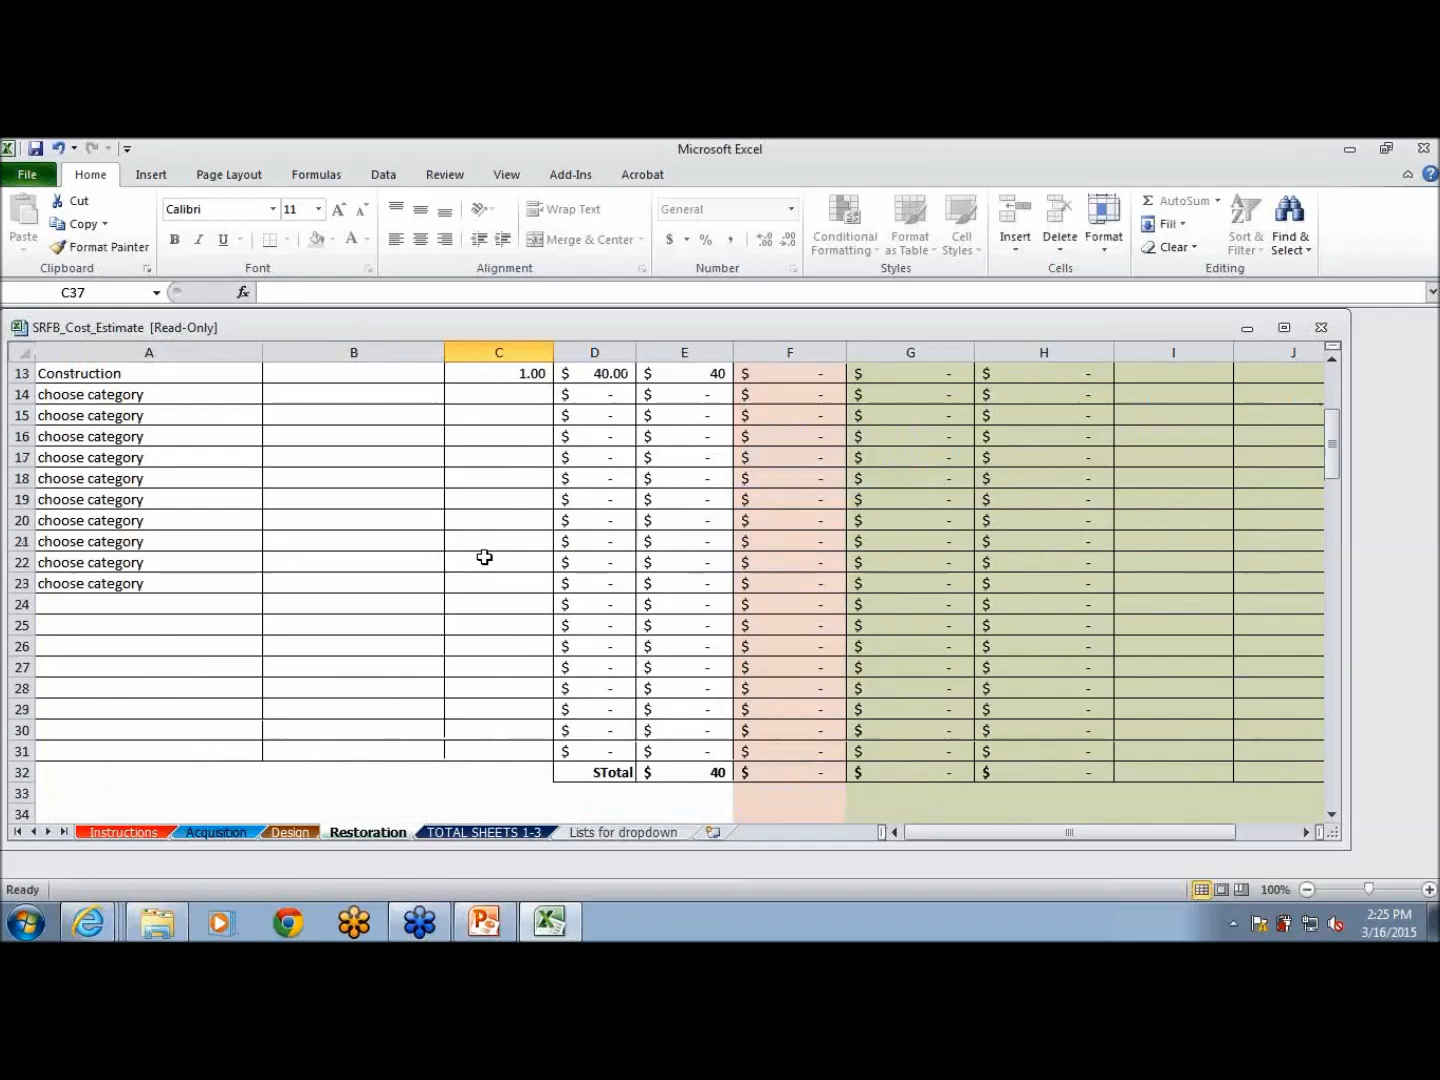 Microsoft Excel
File Home Insert Page Layout Formulas Data Review View Add-Ins Acrobat
Paste Cut Copy Format Painter Clipboard
Calibri 11 B I U A Font
Wrap Text Merge & Center Alignment
General $ % , Number
Conditional Formatting Format as Table Cell Styles Styles
Insert Delete Format Cells
Σ AutoSum Fill Clear Sort & Filter Find & Select Editing
C37 fx
SRFB_Cost_Estimate [Read-Only]
A B C D E F G H I J
13 Construction 1.00 $ 40.00 $ 40 $ - $ - $ -
14 choose category $ - $ - $ - $ - $ -
15 choose category $ - $ - $ - $ - $ -
16 choose category $ - $ - $ - $ - $ -
17 choose category $ - $ - $ - $ - $ -
18 choose category $ - $ - $ - $ - $ -
19 choose category $ - $ - $ - $ - $ -
20 choose category $ - $ - $ - $ - $ -
21 choose category $ - $ - $ - $ - $ -
22 choose category $ - $ - $ - $ - $ -
23 choose category $ - $ - $ - $ - $ -
24 $ - $ - $ - $ - $ -
25 $ - $ - $ - $ - $ -
26 $ - $ - $ - $ - $ -
27 $ - $ - $ - $ - $ -
28 $ - $ - $ - $ - $ -
29 $ - $ - $ - $ - $ -
30 $ - $ - $ - $ - $ -
31 $ - $ - $ - $ - $ -
32 STotal $ 40 $ - $ - $ -
33
34
Instructions Acquisition Design Restoration TOTAL SHEETS 1-3 Lists for dropdown
Ready 100%
2:25 PM
3/16/2015